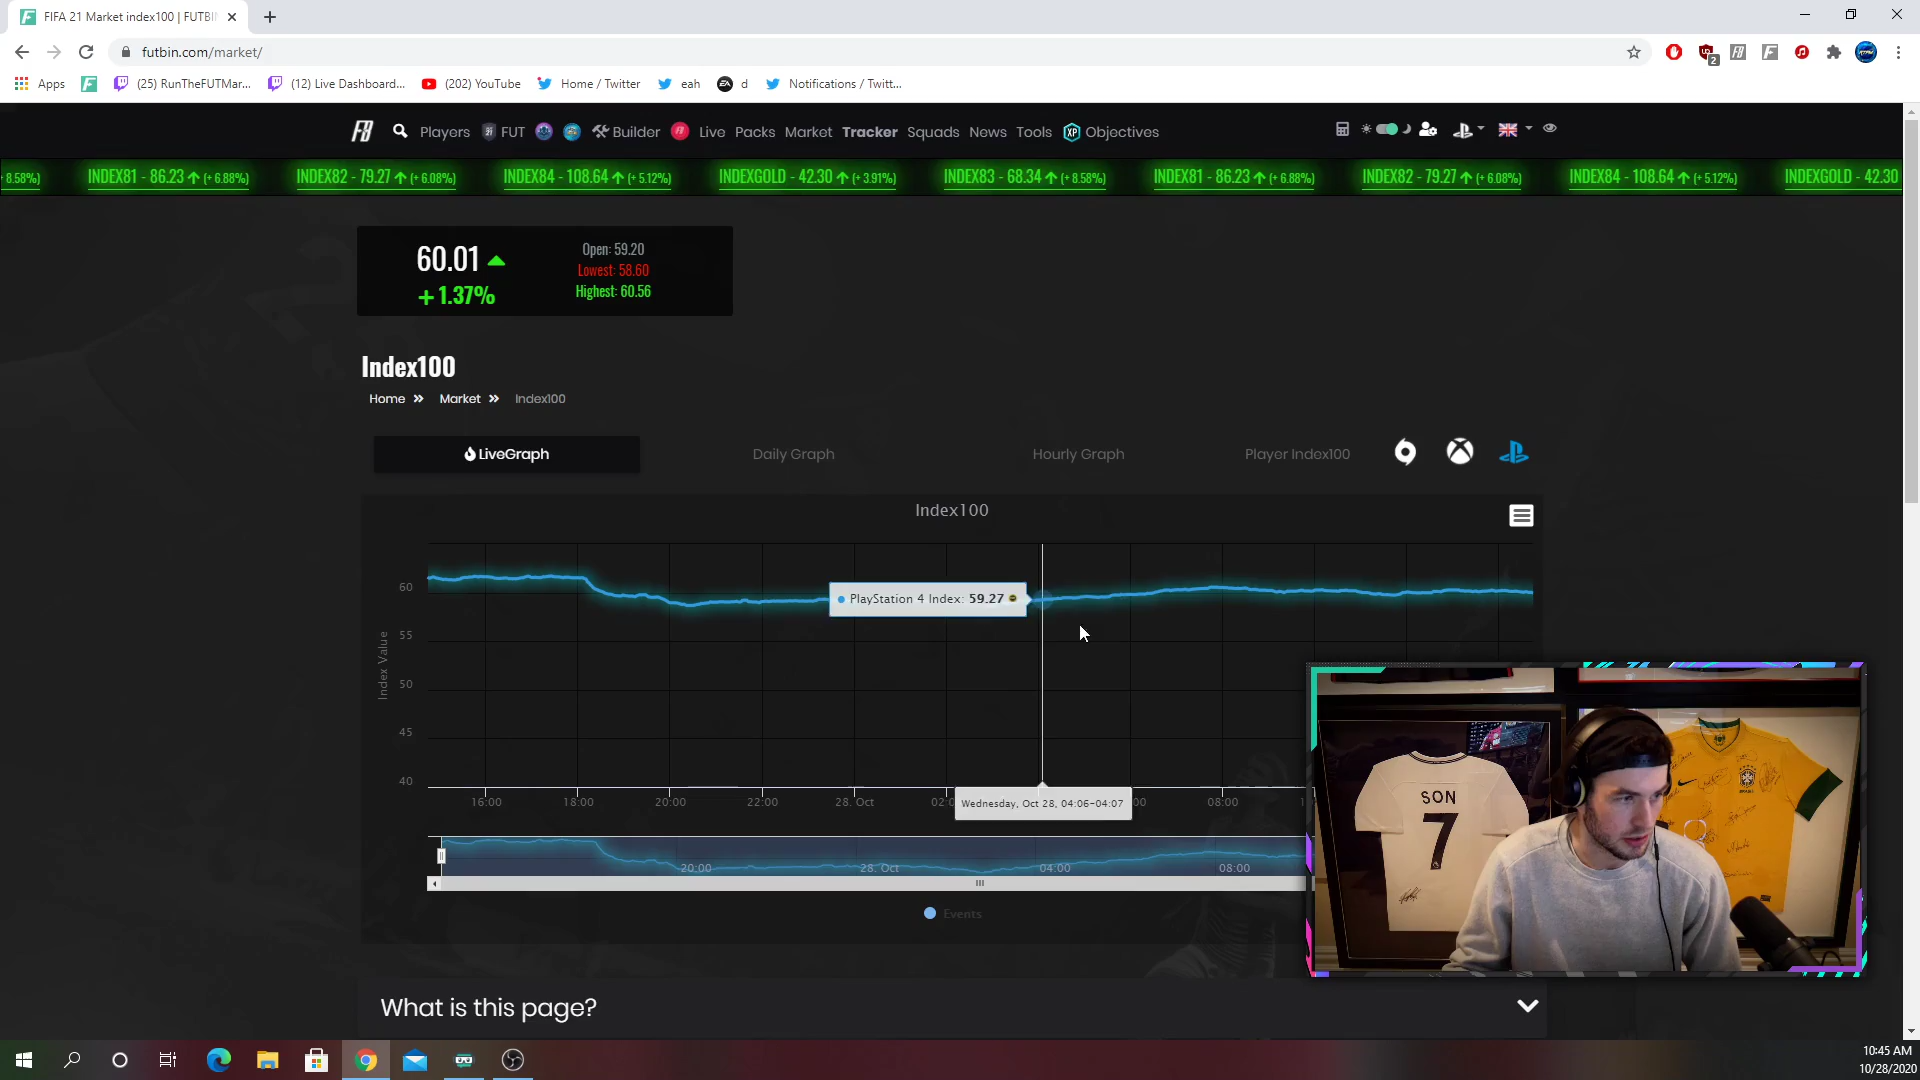 FIFA 21 Market index100 | FUTBIN
futbin.com/market/
2
Apps
(25) RunTheFUTMar...
(12) Live Dashboard...
(202) YouTube
Home / Twitter
eah
d
Notifications / Twitt...
Players
FUT
Builder
Live
Packs
Market
Tracker
Squads
News
Tools
XP Objectives
8.58%)
INDEX81 - 86.23 (+ 6.88%)
INDEX82 - 79.27 (+ 6.08%)
INDEX84 - 108.64 (+ 5.12%)
INDEXGOLD - 42.30 (+ 3.91%)
INDEX83 - 68.34 (+ 8.58%)
INDEX81 - 86.23 (+ 6.88%)
INDEX82 - 79.27 (+ 6.08%)
INDEX84 - 108.64 (+ 5.12%)
INDEXGOLD - 42.30
60.01
+1.37%
Open: 59.20
Lowest: 58.60
Highest: 60.56
Index100
Home » Market » Index100
LiveGraph
Daily Graph
Hourly Graph
Player Index100
Index100
Index Value
60
55
50
45
40
PlayStation 4 Index: 59.27
16:00
18:00
20:00
22:00
28. Oct
Wednesday, Oct 28, 04:06-04:07
08:00
20:00
28. Oct
04:00
08:00
Events
What is this page?
SON
7
10:45 AM
10/28/2020